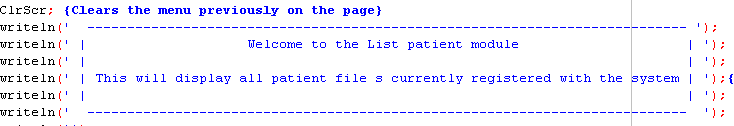 ClrScr; {Clears the menu previously on the page}
writeln('  --------------------------------------------------------------------------- ');
writeln(' |                    Welcome to the List patient module                     | ');
writeln(' |                                                                           | ');
writeln(' | This will display all patient file s currently registered with the system | ');{
writeln(' |                                                                           | ');
writeln('  ---------------------------------------------------------------------------  ');